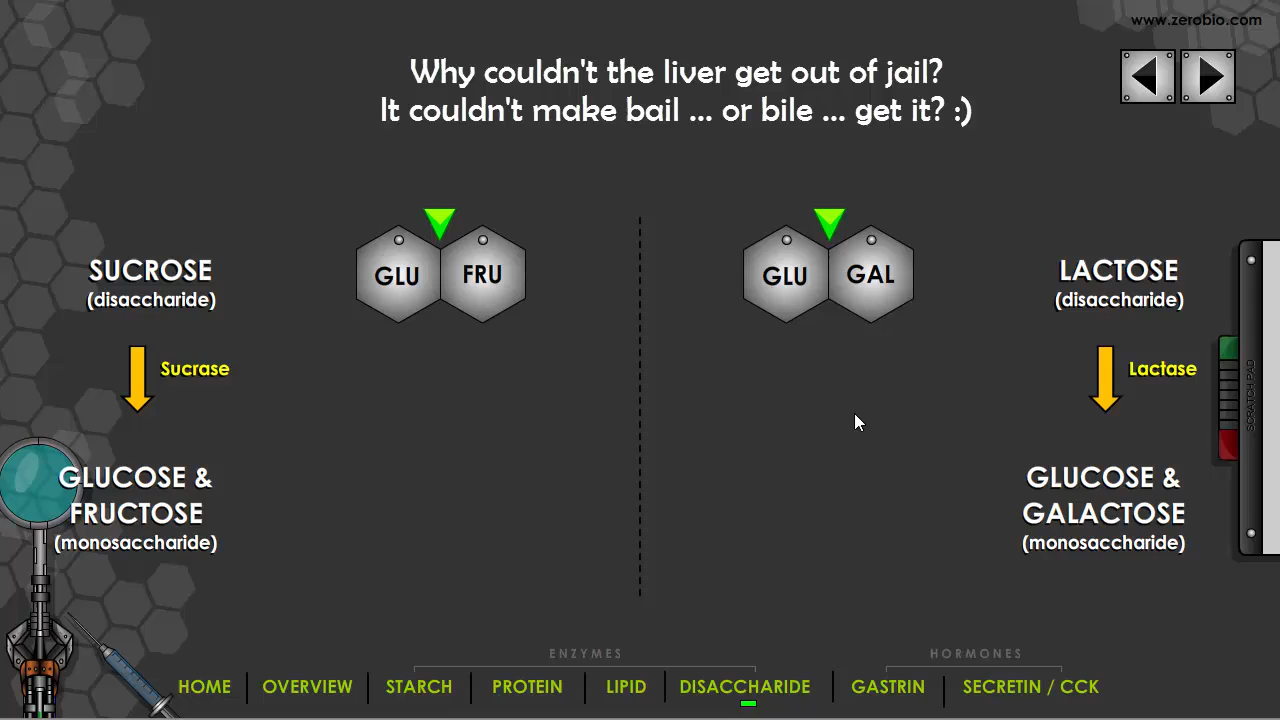 www.zerobio.com
Why couldn't the liver get out of jail?
It couldn't make bail ... or bile ... get it? :)
SUCROSE
(disaccharide)
Sucrase
GLUCOSE &
FRUCTOSE
(monosaccharide)
GLU FRU
GLU GAL
LACTOSE
(disaccharide)
Lactase
GLUCOSE &
GALACTOSE
(monosaccharide)
SCRATCH PAD
ENZYMES HORMONES
HOME OVERVIEW STARCH PROTEIN LIPID DISACCHARIDE GASTRIN SECRETIN / CCK